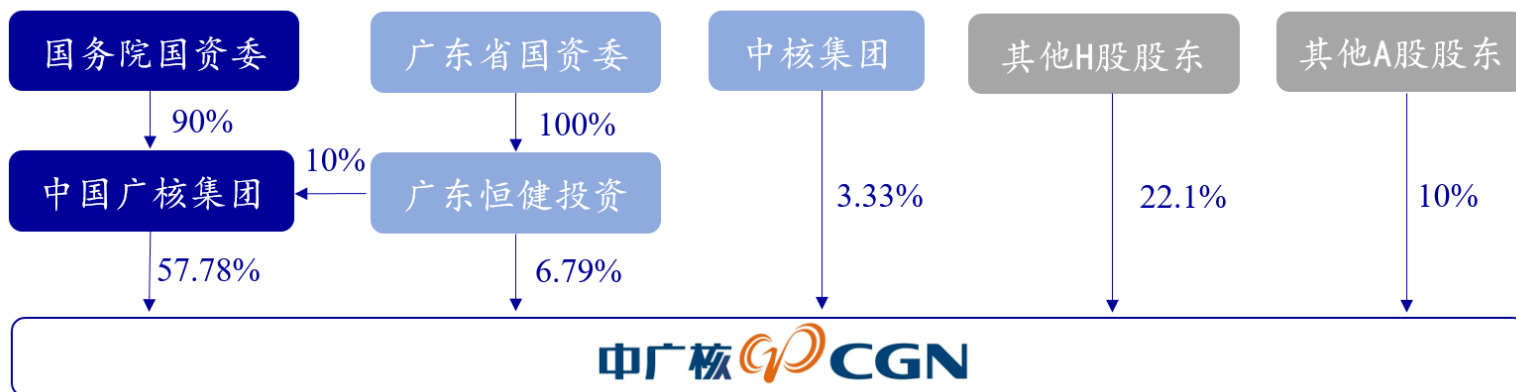 国务院国资委
广东省国资委
中核集团
其他H股股东
其他A股股东
90%
100%
中国广核集团
10%
广东恒健投资
3.33%
22.1%
10%
57.78%
6.79%
中广核 CGN